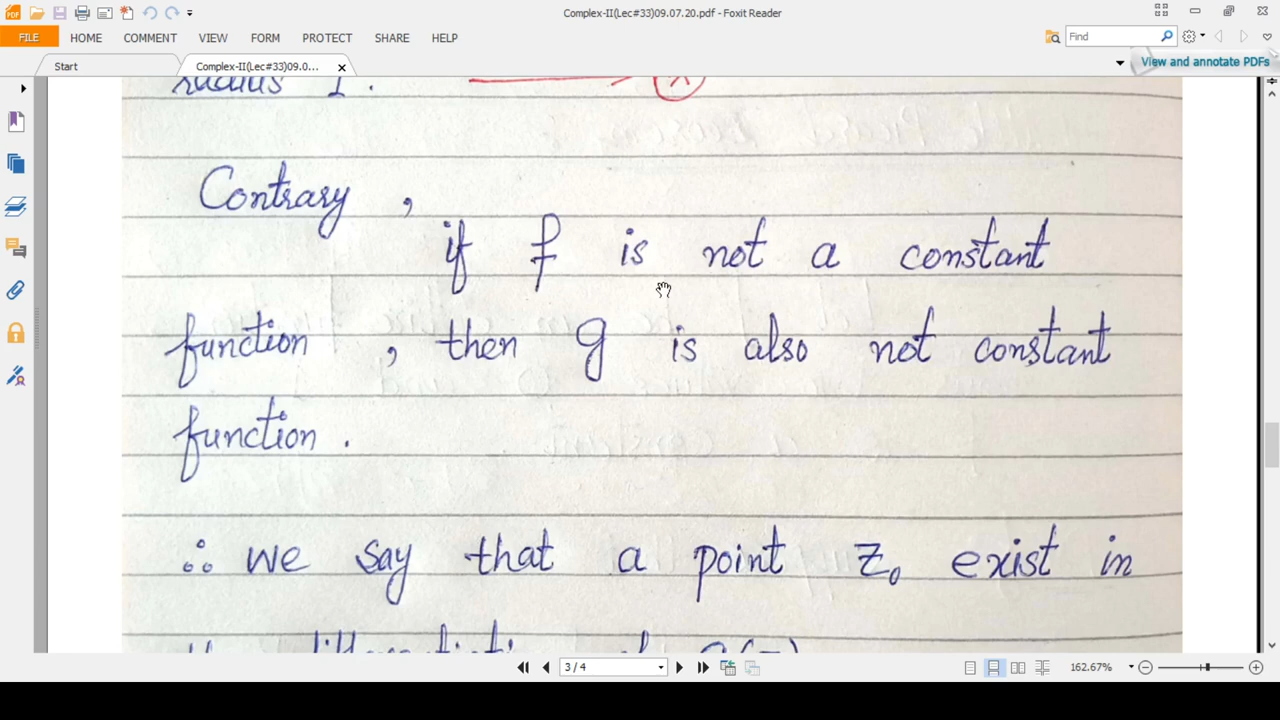 Complex-II(Lec#33)09.07.20.pdf - Foxit Reader
FILE HOME COMMENT VIEW FORM PROTECT SHARE HELP Find
Start Complex-II(Lec#33)09.0... View and annotate PDFs
radius 1.
Contrary ,
if f is not a constant
function , then g is also not constant
function .
∴ we say that a point z₀ exist in
3 / 4 162.67%